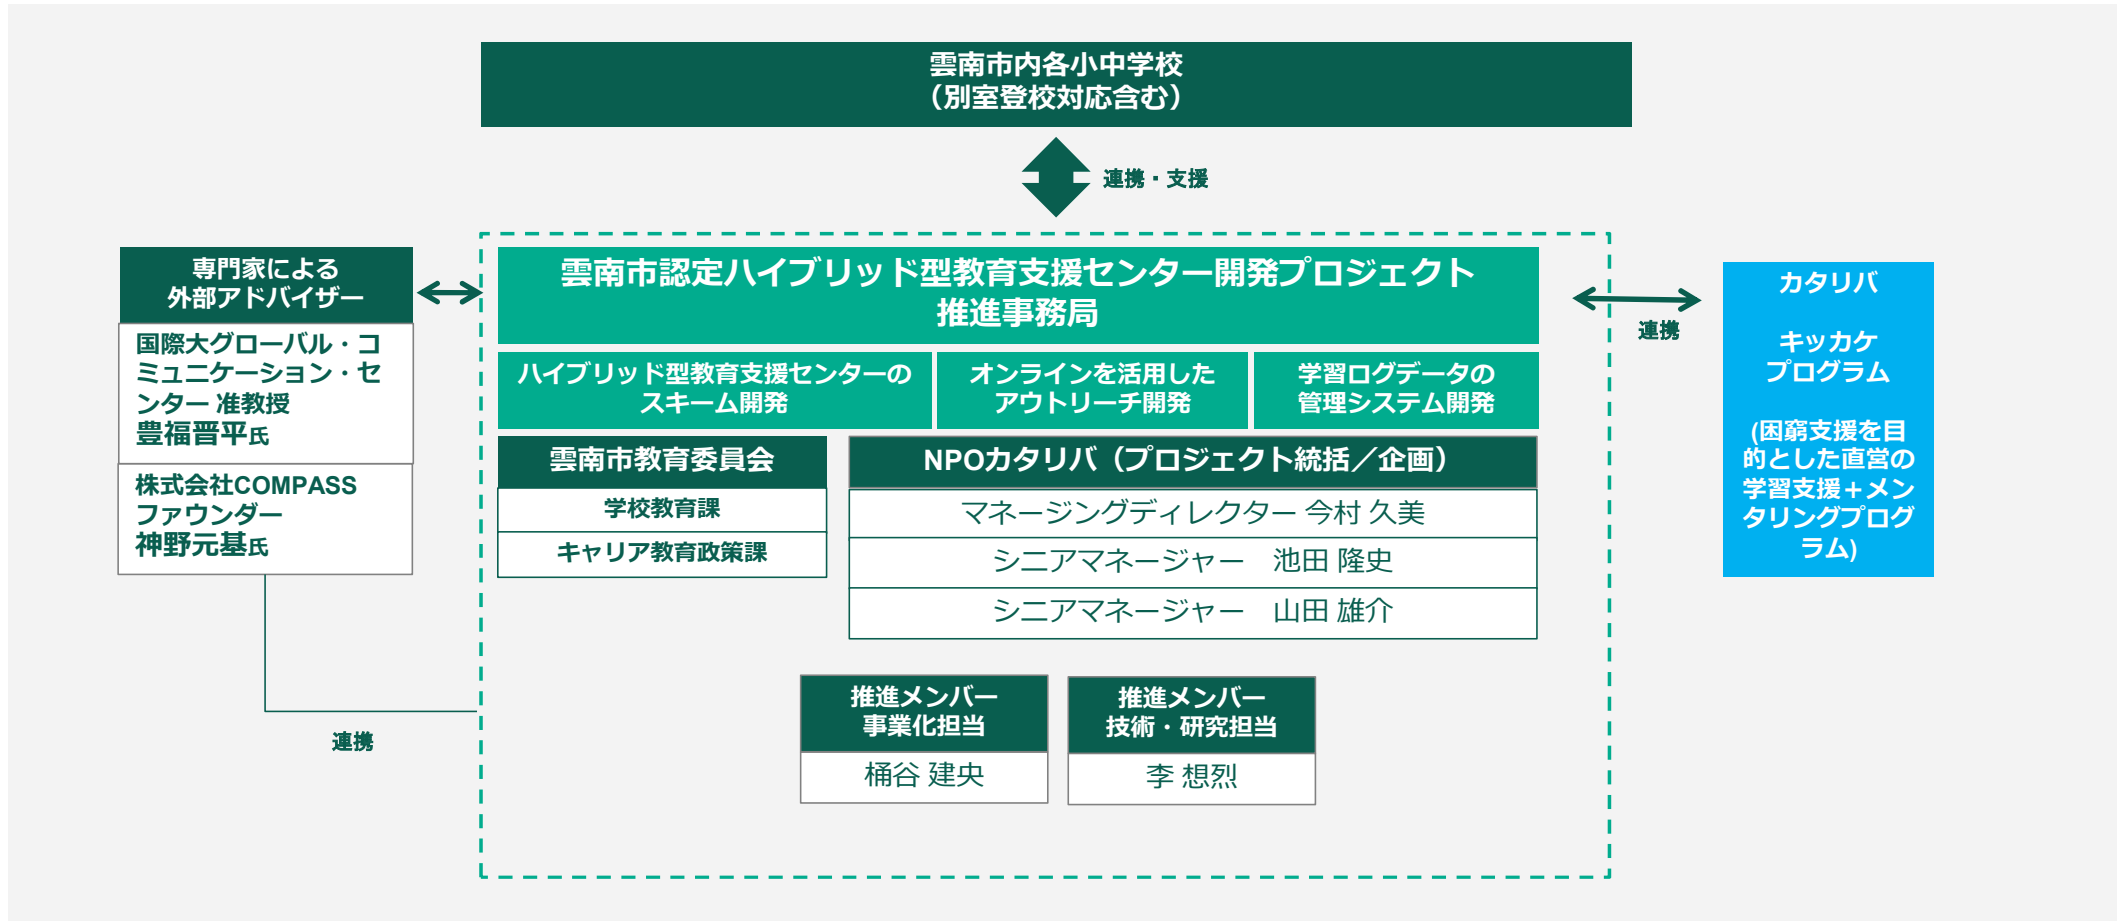 雲南市内各小中学校
（別室登校対応含む）
連携・支援
専門家による
外部アドバイザー
国際大グローバル・コ
ミュニケーション・セ
ンター 准教授
豊福晋平氏
株式会社COMPASS
ファウンダー
神野元基氏
連携
雲南市認定ハイブリッド型教育支援センター開発プロジェクト
推進事務局
ハイブリッド型教育支援センターの
スキーム開発
オンラインを活用した
アウトリーチ開発
学習ログデータの
管理システム開発
雲南市教育委員会
学校教育課
キャリア教育政策課
NPOカタリバ（プロジェクト統括／企画）
マネージングディレクター 今村 久美
シニアマネージャー　池田 隆史
シニアマネージャー　山田 雄介
推進メンバー
事業化担当
桶谷 建央
推進メンバー
技術・研究担当
李 想烈
連携
カタリバ
キッカケ
プログラム
(困窮支援を目
的とした直営の
学習支援＋メン
タリングプログ
ラム)